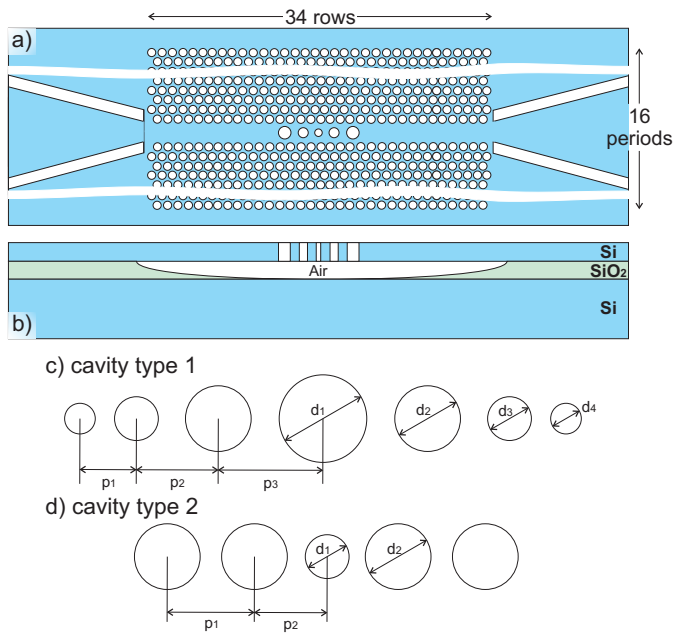 34 rows
a)
16
periods
Si
Air
SiO2
Si
b)
c) cavity type 1
d1
d2
d3
d4
p1
p2
p3
d) cavity type 2
d1
d2
p1
p2